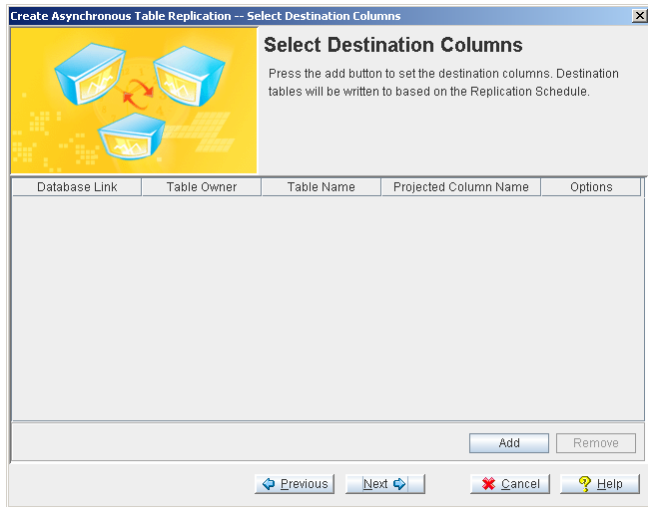 Create Asynchronous Table Replication -- Select Destination Columns
Select Destination Columns
Press the add button to set the destination columns. Destination
tables will be written to based on the Replication Schedule.
Database Link Table Owner Table Name Projected Column Name Options
Add Remove
Previous Next Cancel Help